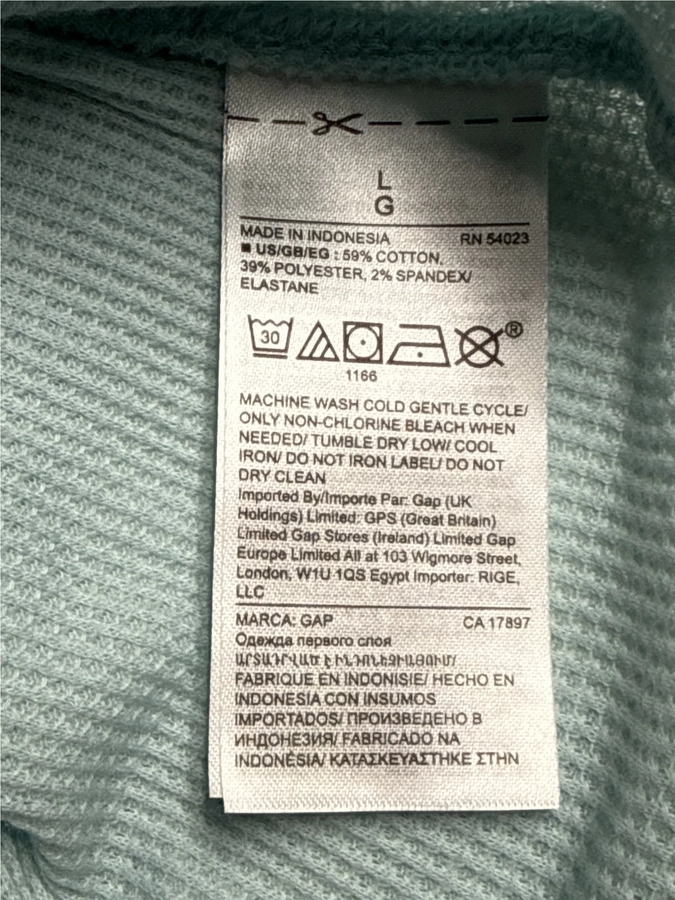 L
G
MADE IN INDONESIA RN 54023
■ US/GB/EG : 59% COTTON,
39% POLYESTER, 2% SPANDEX/
ELASTANE
30 ®
1166
MACHINE WASH COLD GENTLE CYCLE/
ONLY NON-CHLORINE BLEACH WHEN
NEEDED/ TUMBLE DRY LOW/ COOL
IRON/ DO NOT IRON LABEL/ DO NOT
DRY CLEAN
Imported By/Importe Par: Gap (UK
Holdings) Limited: GPS (Great Britain)
Limited Gap Stores (Ireland) Limited Gap
Europe Limited All at 103 Wigmore Street,
London, W1U 1QS Egypt Importer: RIGE,
LLC
MARCA: GAP CA 17897
Одежда первого слоя
ԱՐՏԱԴՐՎԱԾ Է ԻՆԴՈՆԵԶԻԱՅՈՒՄ/
FABRIQUE EN INDONISIE/ HECHO EN
INDONESIA CON INSUMOS
IMPORTADOS/ ПРОИЗВЕДЕНО В
ИНДОНЕЗИЯ/ FABRICADO NA
INDONÉSIA/ ΚΑΤΑΣΚΕΥΑΣΤΗΚΕ ΣΤΗΝ